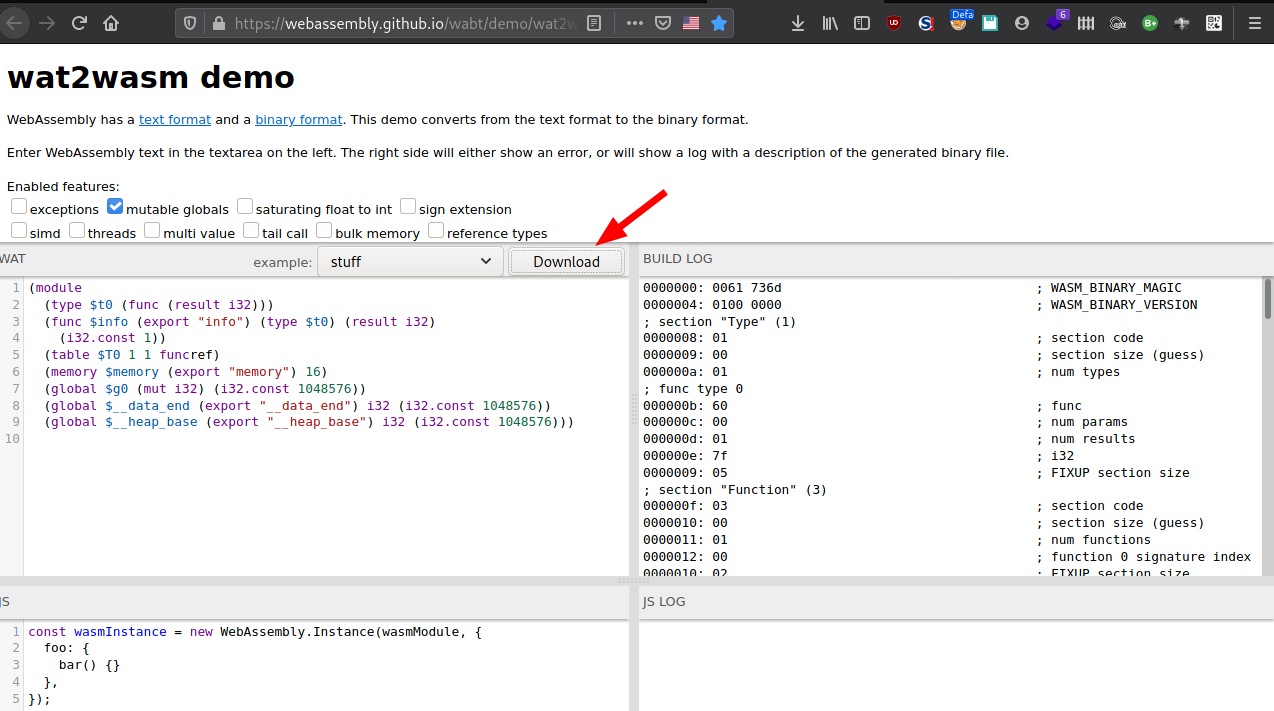 https://webassembly.github.io/wabt/demo/wat2w
Defa
6
wat2wasm demo
WebAssembly has a text format and a binary format. This demo converts from the text format to the binary format.
Enter WebAssembly text in the textarea on the left. The right side will either show an error, or will show a log with a description of the generated binary file.
Enabled features:
exceptions mutable globals saturating float to int sign extension
simd threads multi value tail call bulk memory reference types
WAT example: stuff Download
1 (module
2 (type $t0 (func (result i32)))
3 (func $info (export "info") (type $t0) (result i32)
4 (i32.const 1))
5 (table $T0 1 1 funcref)
6 (memory $memory (export "memory") 16)
7 (global $g0 (mut i32) (i32.const 1048576))
8 (global $__data_end (export "__data_end") i32 (i32.const 1048576))
9 (global $__heap_base (export "__heap_base") i32 (i32.const 1048576)))
10
BUILD LOG
0000000: 0061 736d ; WASM_BINARY_MAGIC
0000004: 0100 0000 ; WASM_BINARY_VERSION
; section "Type" (1)
0000008: 01 ; section code
0000009: 00 ; section size (guess)
000000a: 01 ; num types
; func type 0
000000b: 60 ; func
000000c: 00 ; num params
000000d: 01 ; num results
000000e: 7f ; i32
0000009: 05 ; FIXUP section size
; section "Function" (3)
000000f: 03 ; section code
0000010: 00 ; section size (guess)
0000011: 01 ; num functions
0000012: 00 ; function 0 signature index
0000010: 02 ; FIXUP section size
JS
1 const wasmInstance = new WebAssembly.Instance(wasmModule, {
2 foo: {
3 bar() {}
4 },
5 });
JS LOG